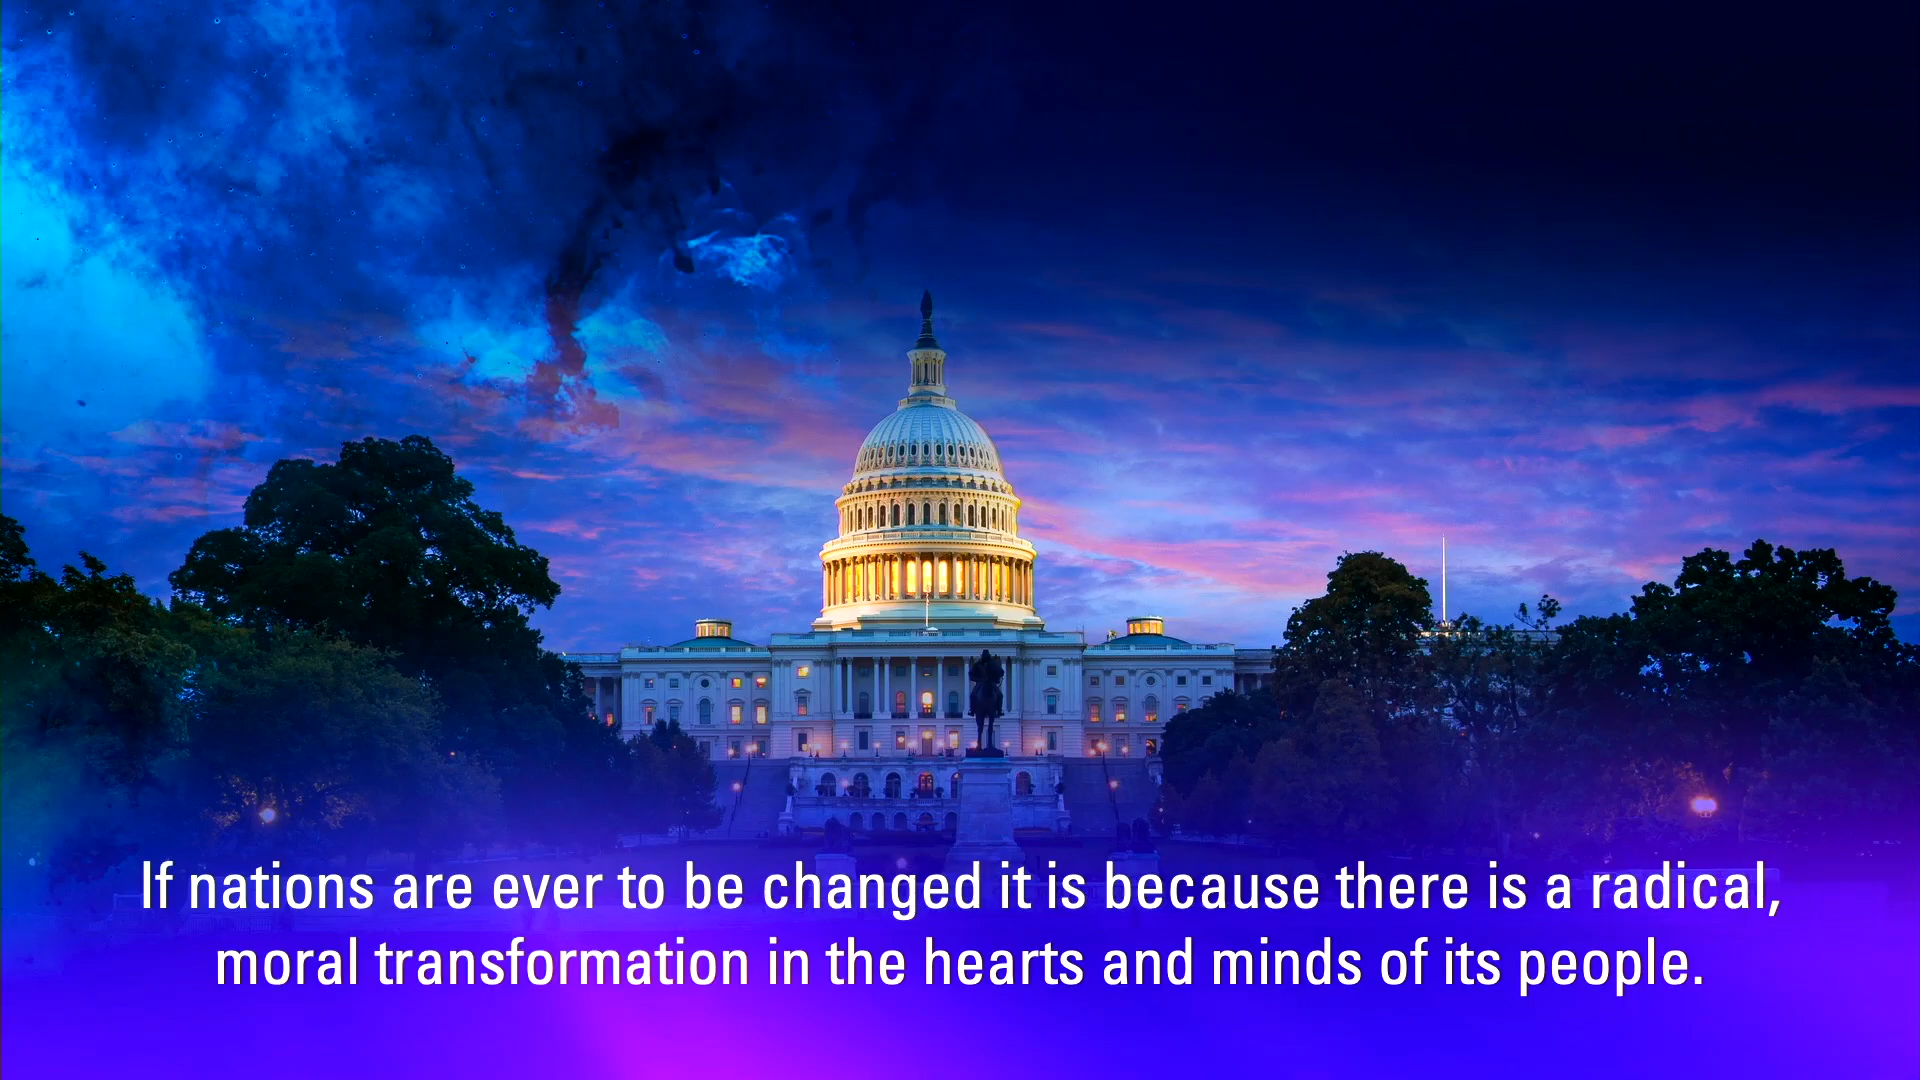 If nations are ever to be changed it is because there is a radical,
moral transformation in the hearts and minds of its people.